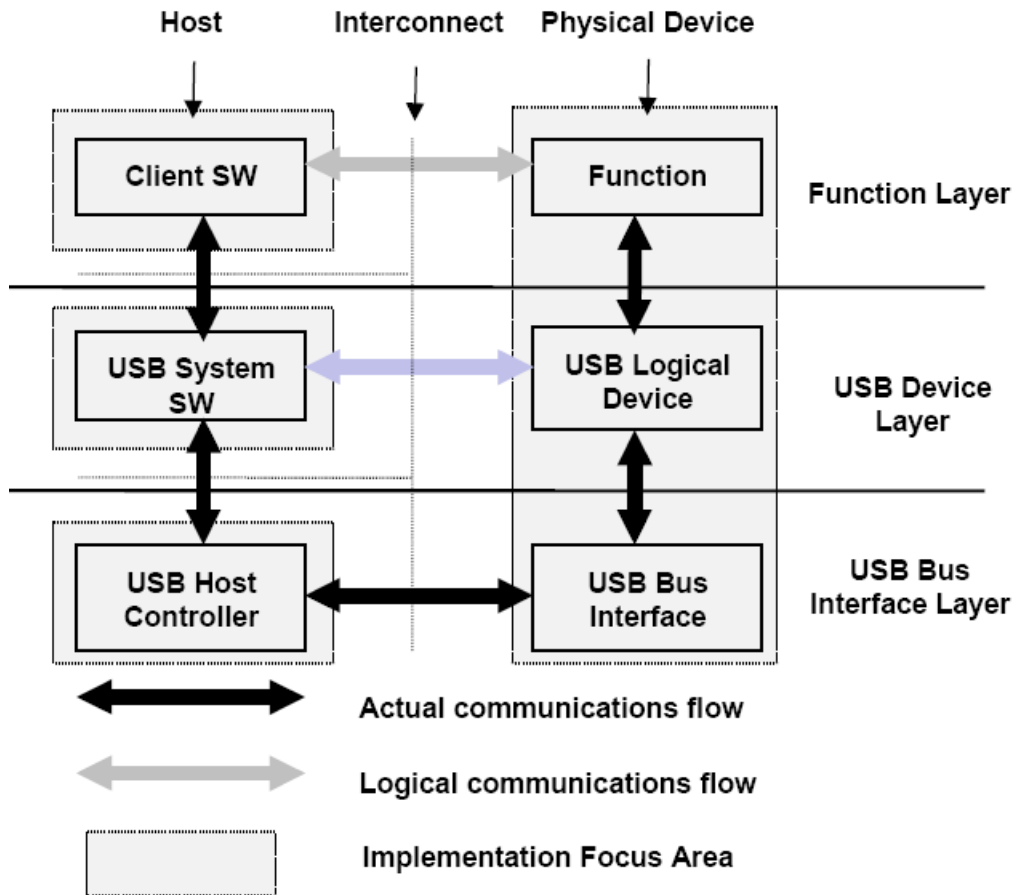 Host
Interconnect
Physical Device
Client SW
Function
Function Layer
USB System
SW
USB Logical
Device
USB Device
Layer
USB Host
Controller
USB Bus
Interface
USB Bus
Interface Layer
Actual communications flow
Logical communications flow
Implementation Focus Area